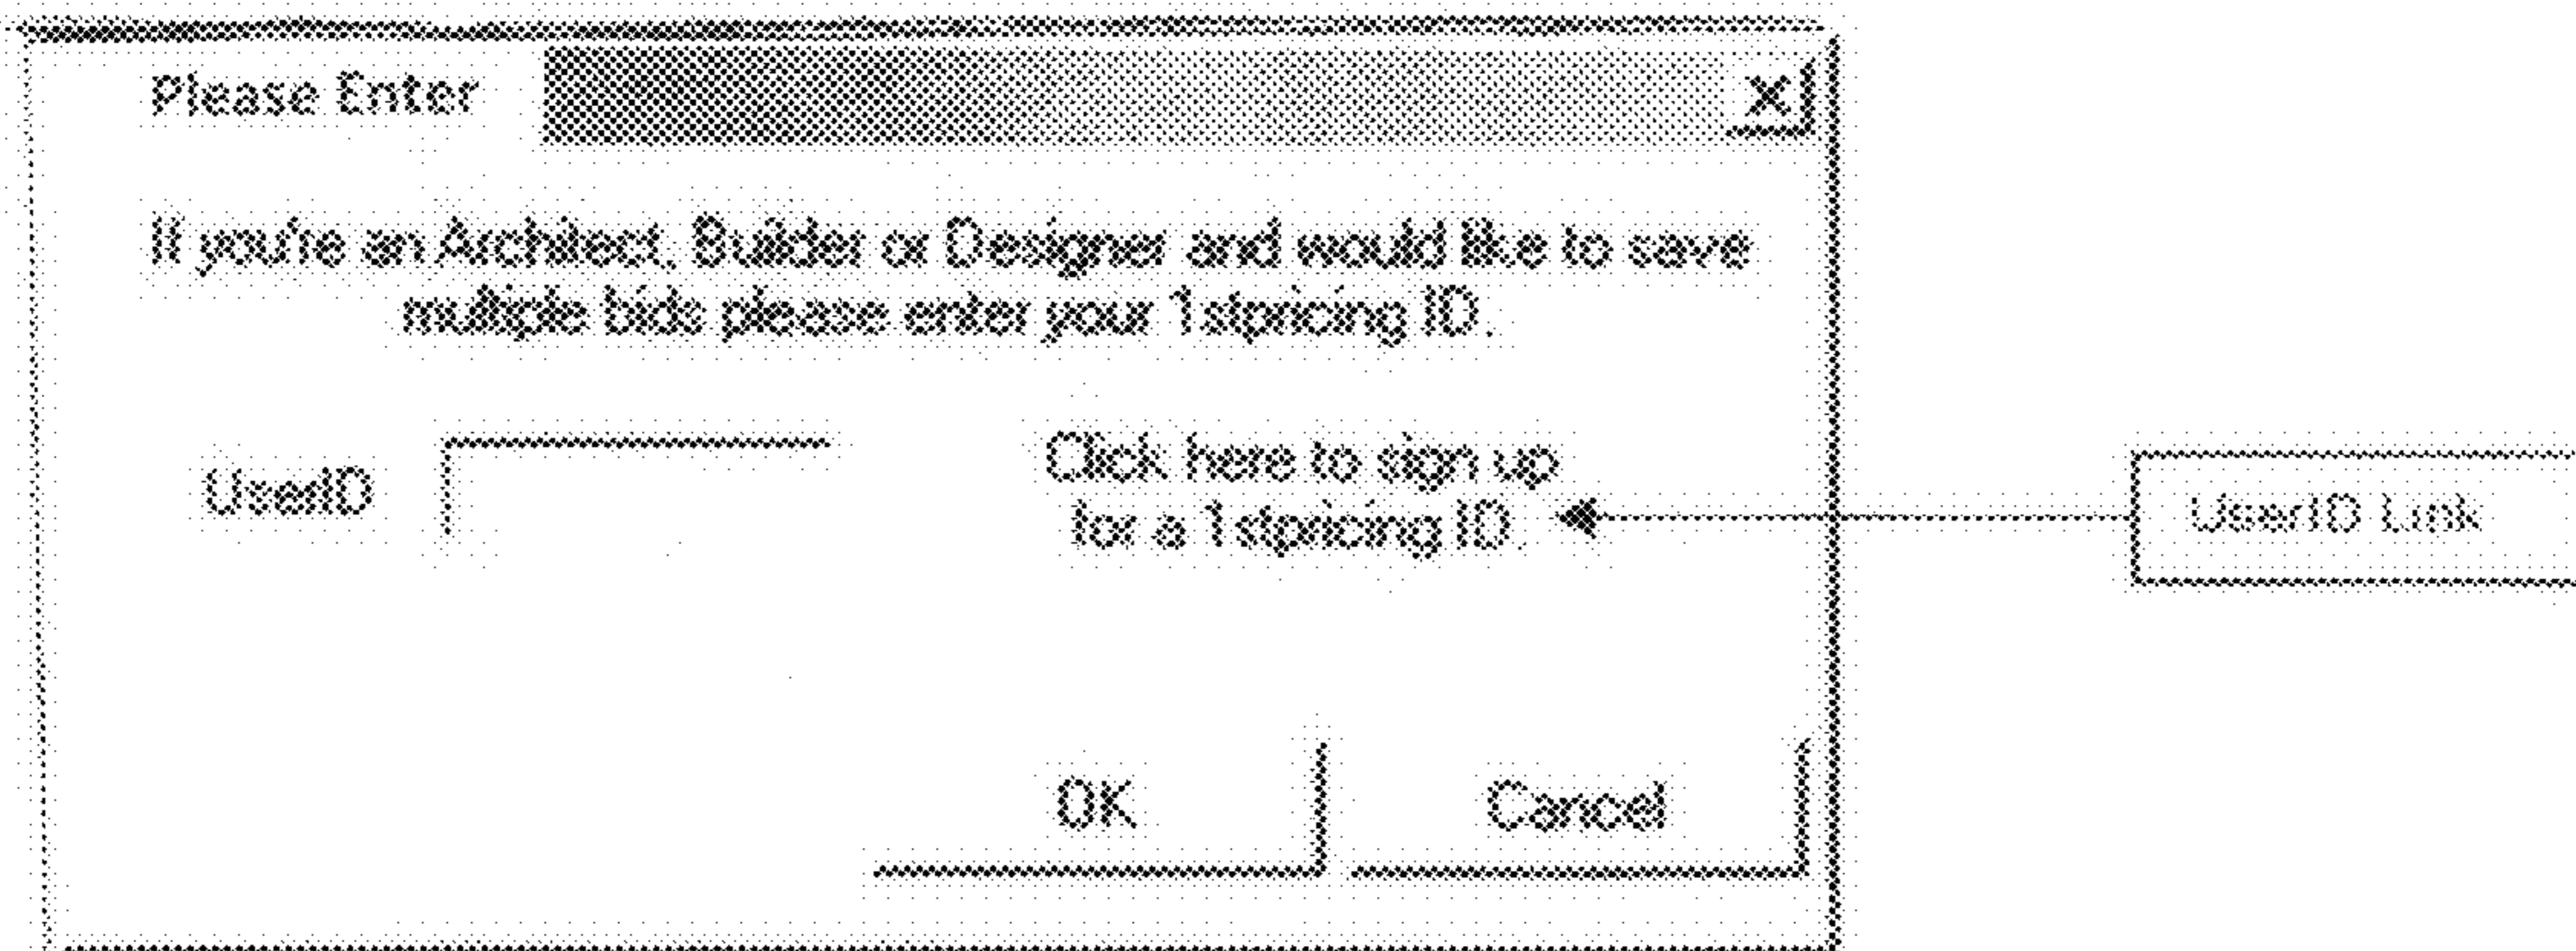 Please Enter
X
If you're an Architect, Builder or Designer and would like to save
multiple bids please enter your 1stpricing ID.
UserID
Click here to sign up
for a 1stpricing ID.
UserID Link
OK
Cancel